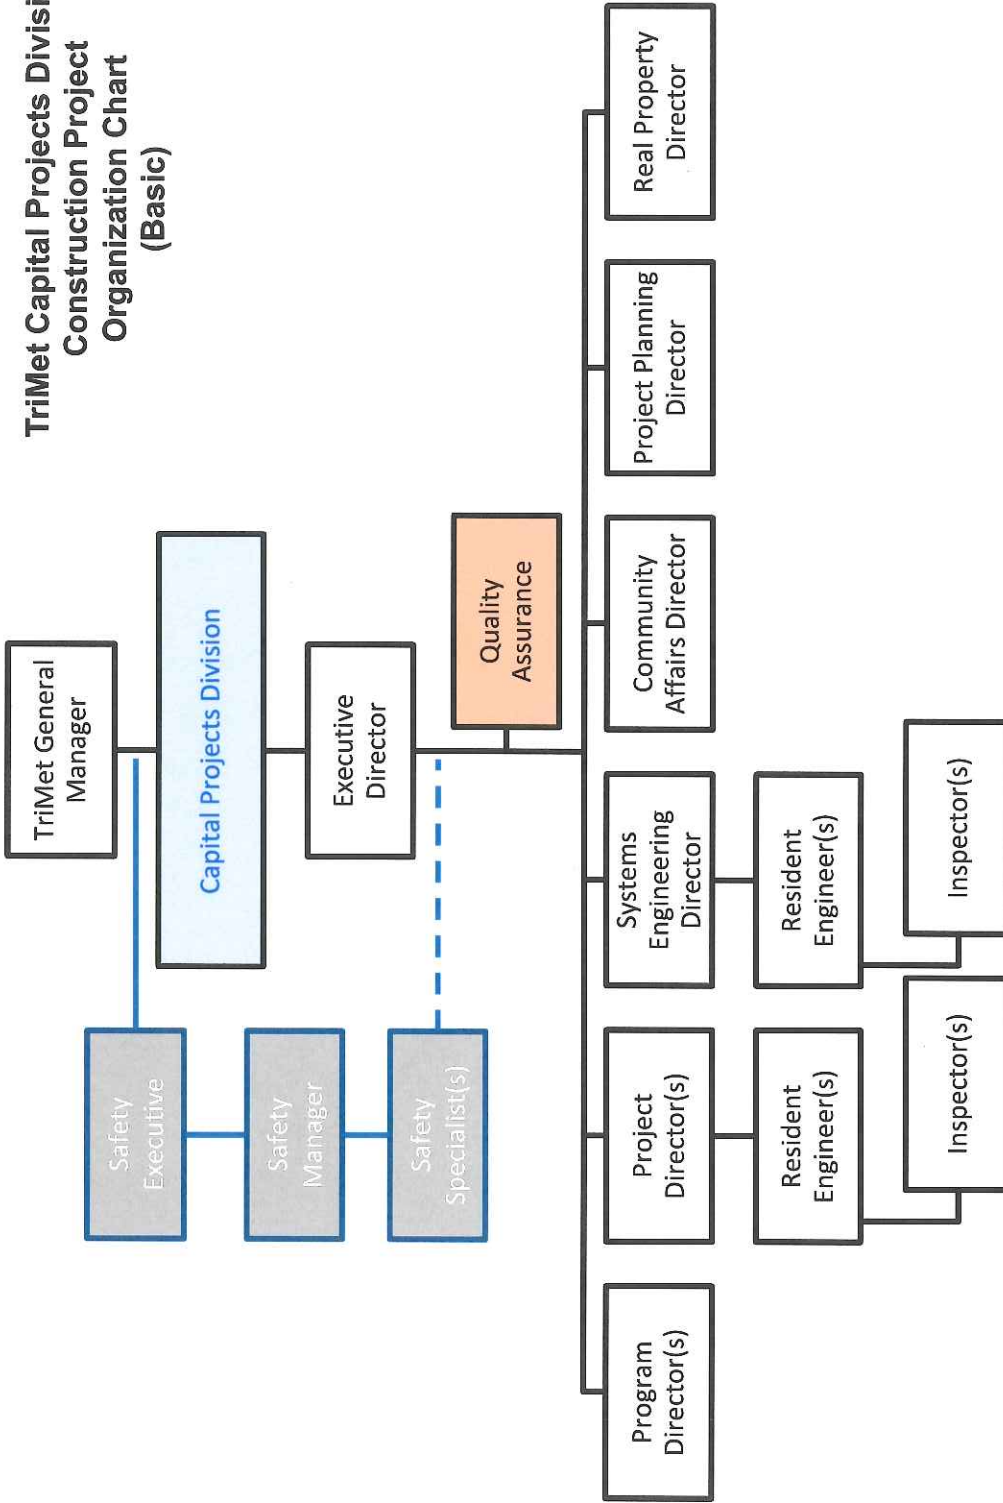 TriMet Capital Projects Divisi
Construction Project
Organization Chart
(Basic)
TriMet General
Manager
Safety
Executive
Capital Projects Division
Safety
Manager
Executive
Director
Safety
Specialist(s)
Quality
Assurance
Program
Director(s)
Project
Director(s)
Systems
Engineering
Director
Community
Affairs Director
Project Planning
Director
Real Property
Director
Resident
Engineer(s)
Resident
Engineer(s)
Inspector(s)
Inspector(s)